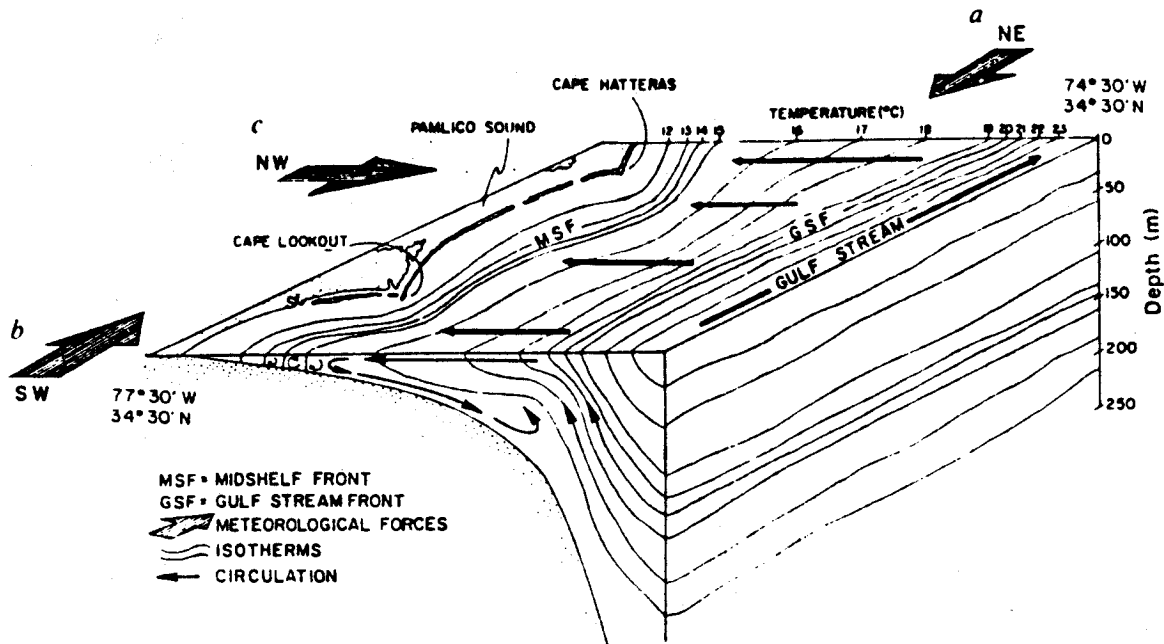 a
NE
74°30'W
34°30'N
CAPE HATTERAS
TEMPERATURE(°C)
12 13 14 15 16 17 18 19 20 21 22 23
0
c
PAMLICO SOUND
NW
50
MSF
GSF
CAPE LOOKOUT
100
GULF STREAM
Depth (m)
150
b
200
SW
77°30'W
34°30'N
250
MSF= MIDSHELF FRONT
GSF= GULF STREAM FRONT
METEOROLOGICAL FORCES
ISOTHERMS
CIRCULATION